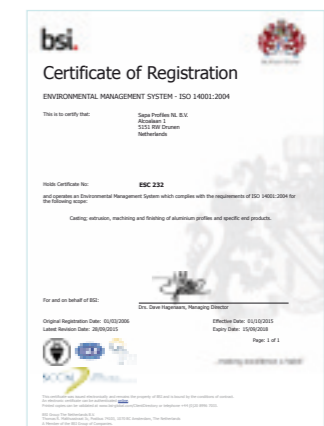 bsi.
Certificate of Registration
ENVIRONMENTAL MANAGEMENT SYSTEM - ISO 14001:2004
This is to certify that:
Sapa Profiles NL B.V.
Alcoalaan 1
5151 RW Drunen
Netherlands
Holds Certificate No:
ESC 232
and operates an Environmental Management System which complies with the requirements of ISO 14001:2004 for
the following scope:
Casting, extrusion, machining and finishing of aluminium profiles and specific end products.
For and on behalf of BSI:
Drs. Dave Hagenaars, Managing Director
Original Registration Date: 01/03/2006
Effective Date: 01/10/2015
Latest Revision Date: 28/09/2015
Expiry Date: 15/09/2018
Page: 1 of 1
...making excellence a habit